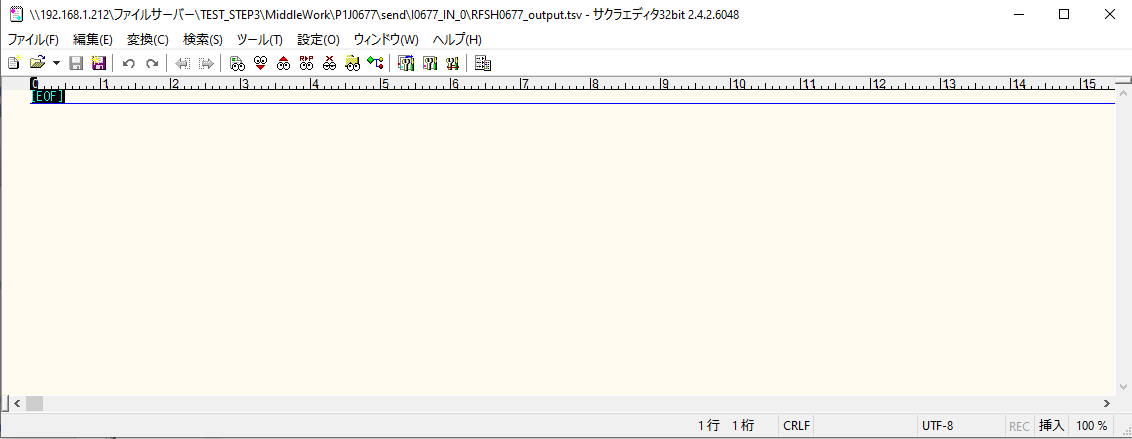 \\192.168.1.212\ファイルサーバー\TEST_STEP3\MiddleWork\P1J0677\send\I0677_IN_0\RFSH0677_output.tsv - サクラエディタ32bit 2.4.2.6048
ファイル(F) 編集(E) 変換(C) 検索(S) ツール(T) 設定(O) ウィンドウ(W) ヘルプ(H)
0 1 2 3 4 5 6 7 8 9 10 11 12 13 14 15
[EOF]
1 行 1 桁 CRLF UTF-8 REC 挿入 100 %